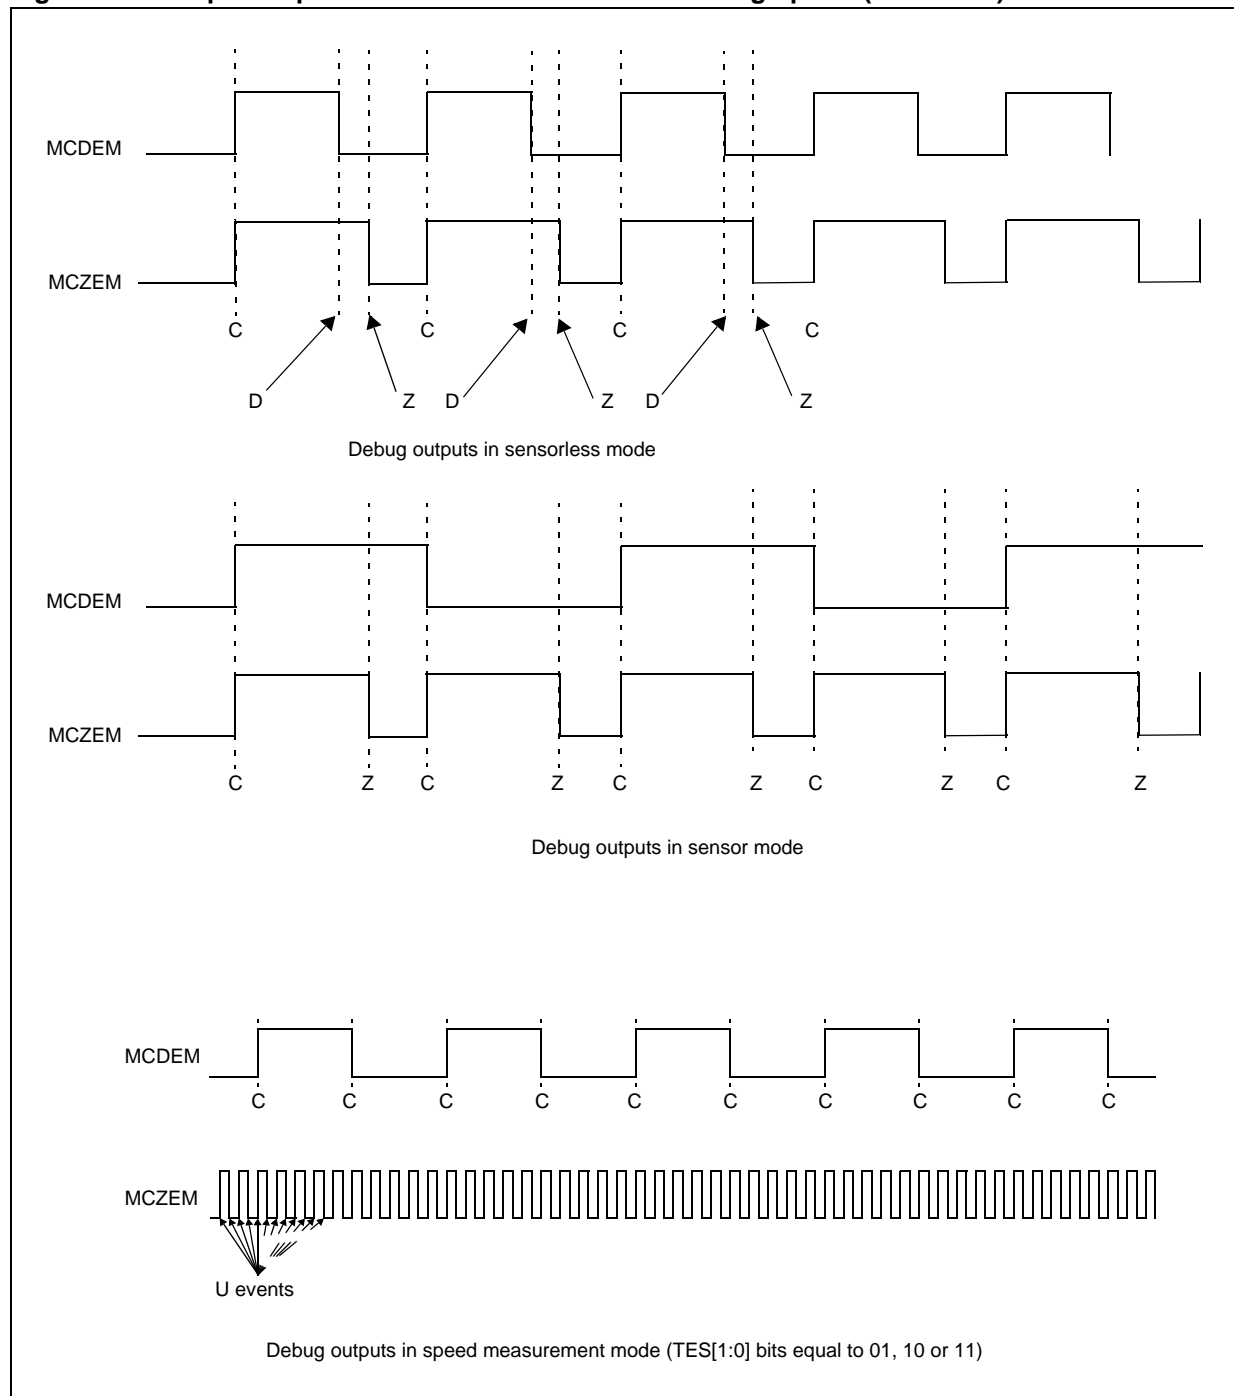 MCDEM
MCZEM
C C C C
D Z D Z D Z
Debug outputs in sensorless mode
MCDEM
MCZEM
C Z C Z C Z C Z C Z
Debug outputs in sensor mode
MCDEM
C C C C C C C C C C
MCZEM
U events
Debug outputs in speed measurement mode (TES[1:0] bits equal to 01, 10 or 11)